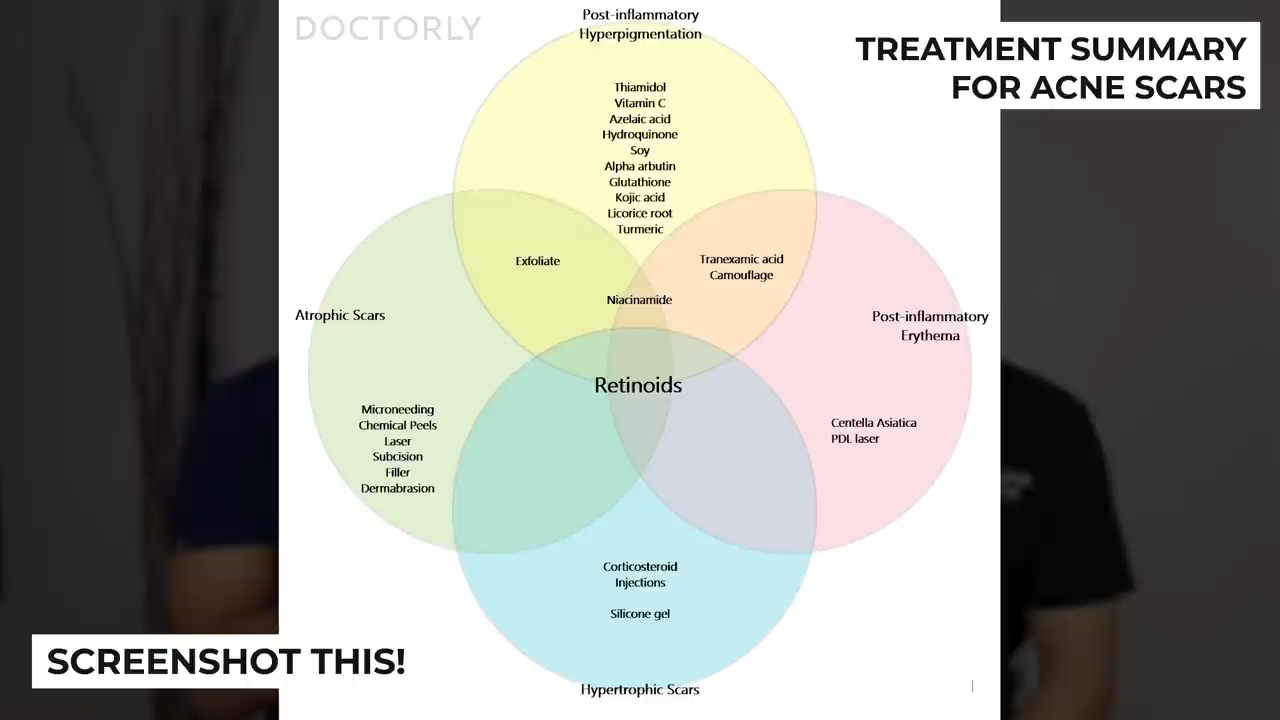 DOCTORLY
Post-inflammatory
Hyperpigmentation
TREATMENT SUMMARY
FOR ACNE SCARS
Thiamidol
Vitamin C
Azelaic acid
Hydroquinone
Soy
Alpha arbutin
Glutathione
Kojic acid
Licorice root
Turmeric
Exfoliate
Tranexamic acid
Camouflage
Niacinamide
Atrophic Scars
Post-inflammatory
Erythema
Retinoids
Microneeding
Chemical Peels
Laser
Subcision
Filler
Dermabrasion
Centella Asiatica
PDL laser
Corticosteroid
Injections
Silicone gel
SCREENSHOT THIS!
Hypertrophic Scars